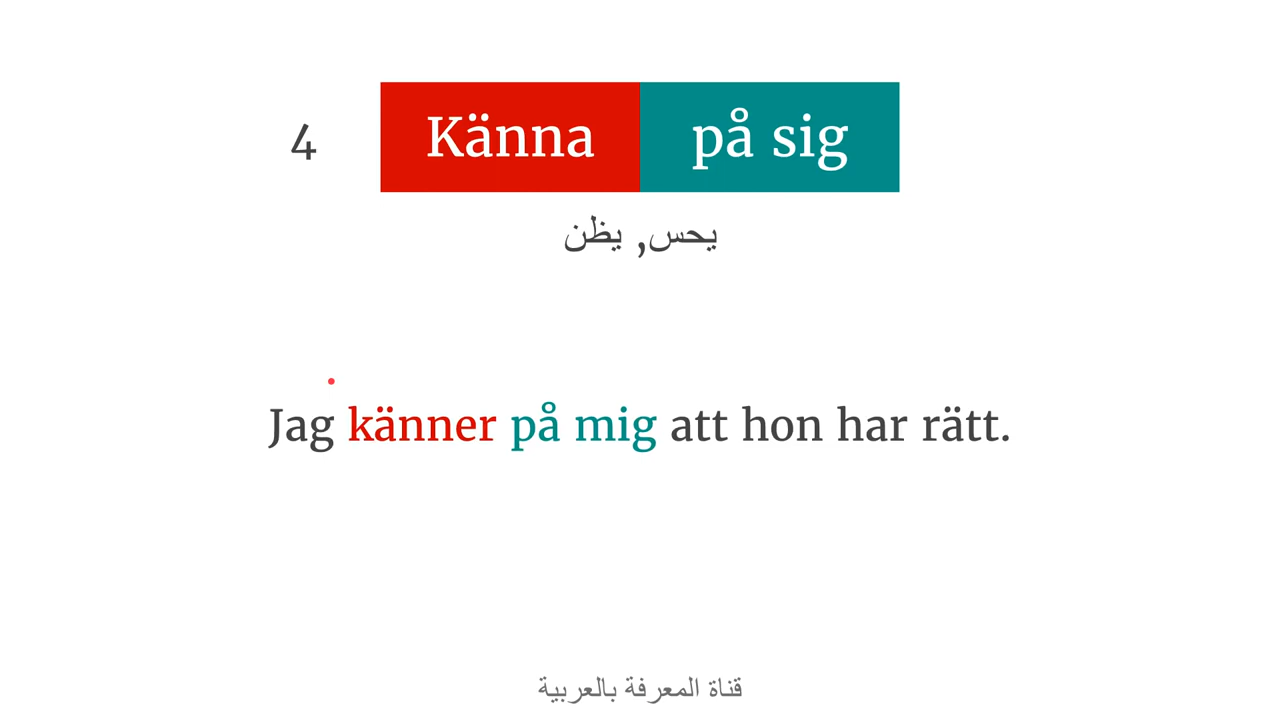 4 Känna på sig
يحس, يظن
Jag känner på mig att hon har rätt.
قناة المعرفة بالعربية